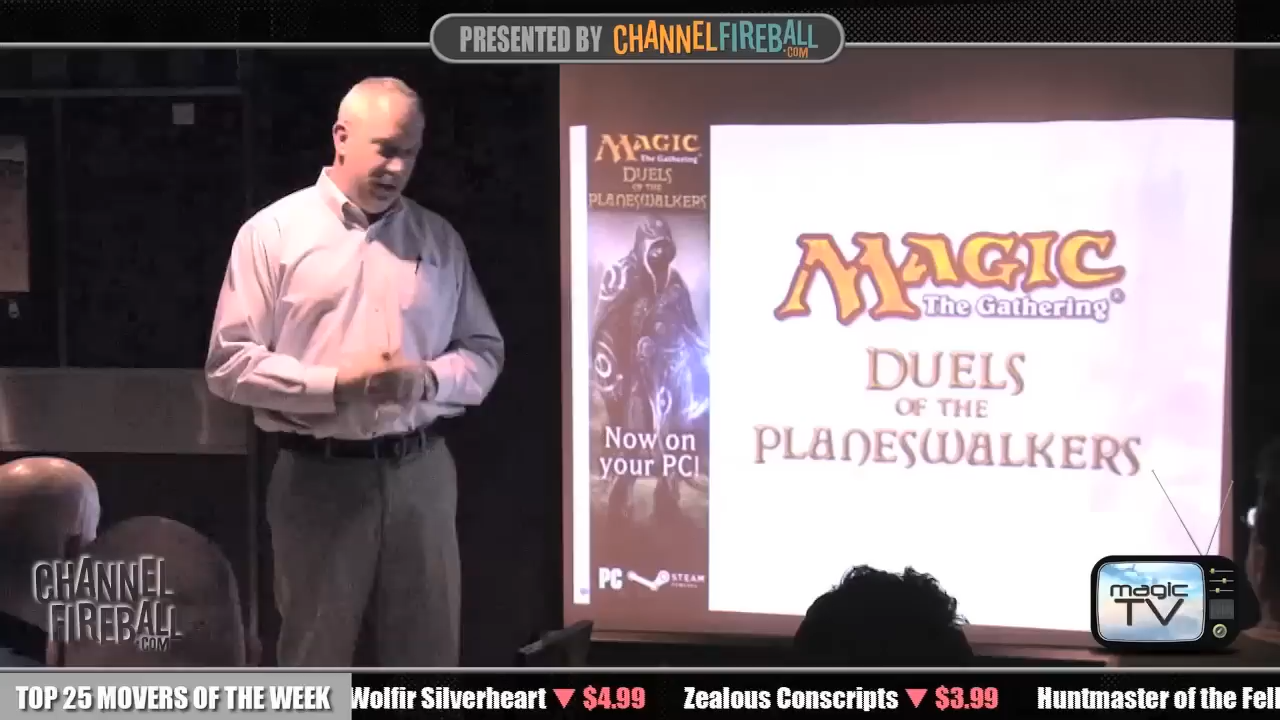 PRESENTED BY CHANNELFIREBALL.COM
MAGIC
The Gathering®
DUELS
OF THE
PLANESWALKERS
Now on
your PC!
PC STEAM
MAGIC
The Gathering®
DUELS
OF THE
PLANESWALKERS
CHANNEL
FIREBALL
.COM
magic
TV
TOP 25 MOVERS OF THE WEEK Wolfir Silverheart ▼ $4.99 Zealous Conscripts ▼ $3.99 Huntmaster of the Fell